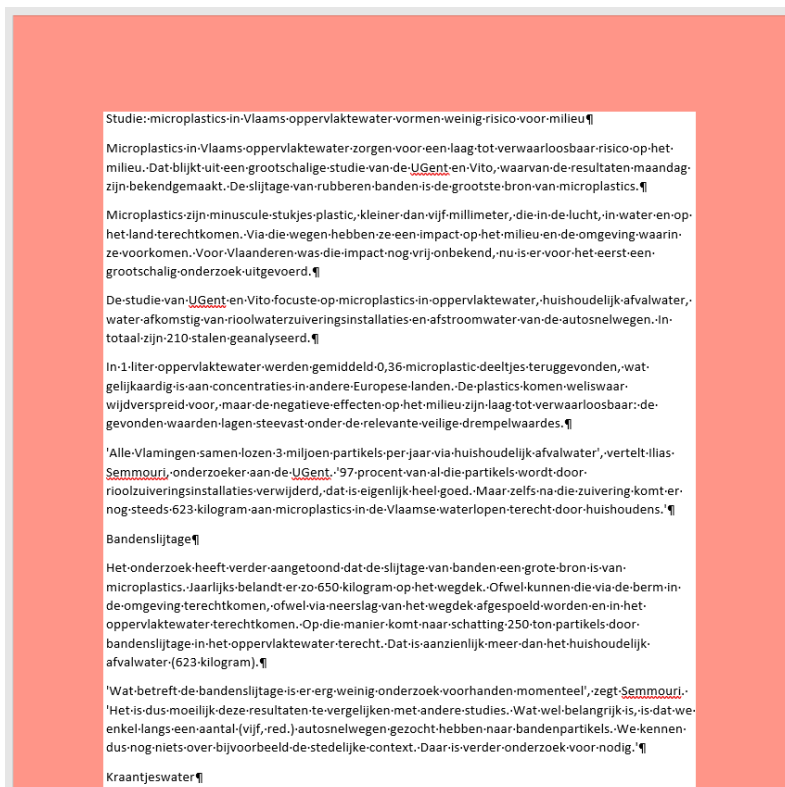 Studie: microplastics in Vlaams oppervlaktewater vormen weinig risico voor milieu¶
Microplastics in Vlaams oppervlaktewater zorgen voor een laag tot verwaarloosbaar risico op het
milieu. Dat blijkt uit een grootschalige studie van de UGent en Vito, waarvan de resultaten maandag
zijn bekendgemaakt. De slijtage van rubberen banden is de grootste bron van microplastics.¶
Microplastics zijn minuscule stukjes plastic, kleiner dan vijf millimeter, die in de lucht, in water en op
het land terechtkomen. Via die wegen hebben ze een impact op het milieu en de omgeving waarin
ze voorkomen. Voor Vlaanderen was die impact nog vrij onbekend, nu is er voor het eerst een
grootschalig onderzoek uitgevoerd.¶
De studie van UGent en Vito focuste op microplastics in oppervlaktewater, huishoudelijk afvalwater,
water afkomstig van rioolwaterzuiveringsinstallaties en afstroomwater van de autosnelwegen. In
totaal zijn 210 stalen geanalyseerd.¶
In 1 liter oppervlaktewater werden gemiddeld 0,36 microplastic deeltjes teruggevonden, wat
gelijkaardig is aan concentraties in andere Europese landen. De plastics komen weliswaar
wijdverspreid voor, maar de negatieve effecten op het milieu zijn laag tot verwaarloosbaar: de
gevonden waarden lagen steevast onder de relevante veilige drempelwaardes.¶
'Alle Vlamingen samen lozen 3 miljoen partikels per jaar via huishoudelijk afvalwater', vertelt Ilias
Semmouri, onderzoeker aan de UGent. '97 procent van al die partikels wordt door
rioolzuiveringsinstallaties verwijderd, dat is eigenlijk heel goed. Maar zelfs na die zuivering komt er
nog steeds 623 kilogram aan microplastics in de Vlaamse waterlopen terecht door huishoudens.'¶
Bandenslijtage¶
Het onderzoek heeft verder aangetoond dat de slijtage van banden een grote bron is van
microplastics. Jaarlijks belandt er zo 650 kilogram op het wegdek. Ofwel kunnen die via de berm in
de omgeving terechtkomen, ofwel via neerslag van het wegdek afgespoeld worden en in het
oppervlaktewater terechtkomen. Op die manier komt naar schatting 250 ton partikels door
bandenslijtage in het oppervlaktewater terecht. Dat is aanzienlijk meer dan het huishoudelijk
afvalwater (623 kilogram).¶
'Wat betreft de bandenslijtage is er erg weinig onderzoek voorhanden momenteel', zegt Semmouri.
'Het is dus moeilijk deze resultaten te vergelijken met andere studies. Wat wel belangrijk is, is dat we
enkel langs een aantal (vijf, red.) autosnelwegen gezocht hebben naar bandenpartikels. We kennen
dus nog niets over bijvoorbeeld de stedelijke context. Daar is verder onderzoek voor nodig.'¶
Kraantjeswater¶